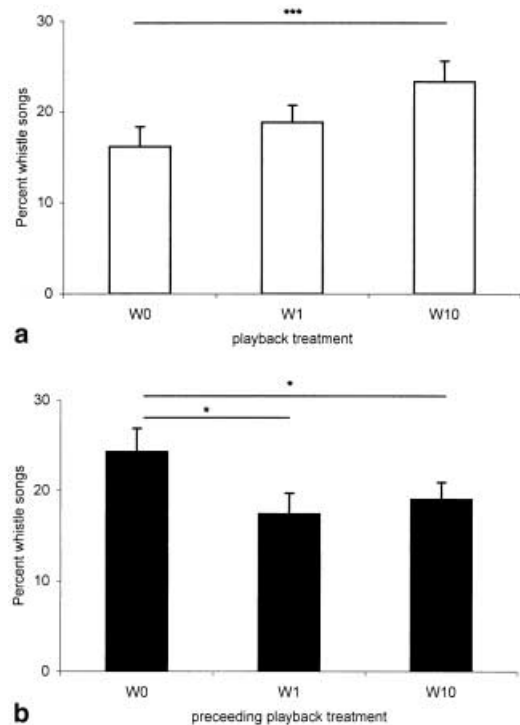 30
***
20
10
0
Percent whistle songs
W0 W1 W10
a
playback treatment
30
*
*
20
10
0
Percent whistle songs
W0 W1 W10
b
preceeding playback treatment